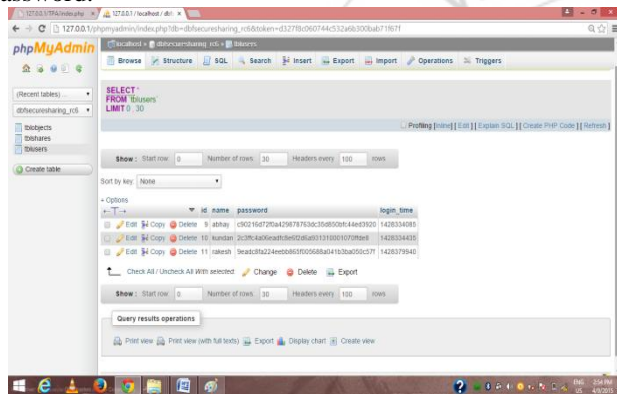 assword.
127.0.0.1/TPA/index.php
127.0.0.1 / localhost / dbf
127.0.0.1/phpmyadmin/index.php?db=dbfsecuresharing_rc6&token=d327f8c060744c532a6b300bab71f67f
phpMyAdmin
localhost » dbfsecuresharing_rc6 » tblusers
Browse Structure SQL Search Insert Export Import Operations Triggers
(Recent tables) ...
dbfsecuresharing_rc6
tblobjects
tblshares
tblusers
Create table
SELECT *
FROM `tblusers`
LIMIT 0 , 30
Profiling [Inline] [ Edit ] [ Explain SQL ] [ Create PHP Code ] [ Refresh ]
Show : Start row: 0 Number of rows: 30 Headers every 100 rows
Sort by key: None
+ Options
←T→ id name password login_time
Edit Copy Delete 9 abhay 1428334085
Edit Copy Delete 10 kundan 1428334435
Edit Copy Delete 11 rakesh 1428379940
Check All / Uncheck All With selected: Change Delete Export
Show : Start row: 0 Number of rows: 30 Headers every 100 rows
Query results operations
Print view Print view (with full texts) Export Display chart Create view
ENG 2:54 PM
US 4/9/2015